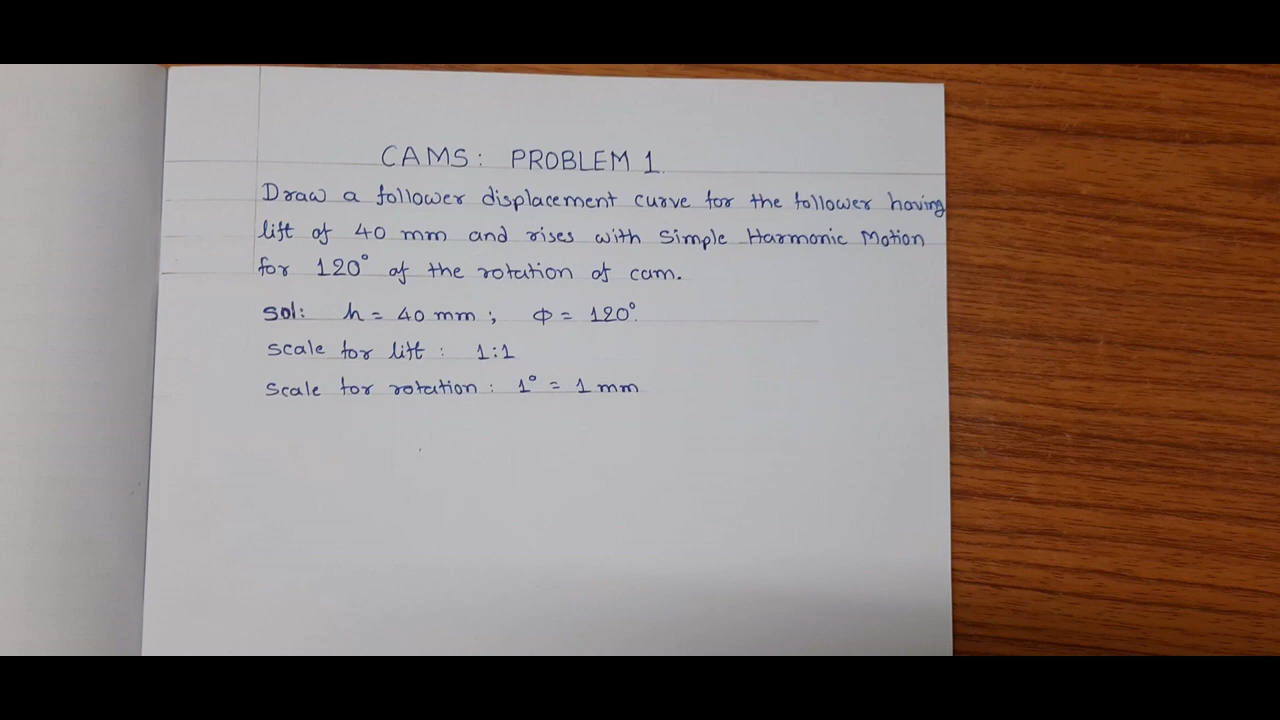 CAMS: PROBLEM 1.
Draw a follower displacement curve for the follower having
lift of 40 mm and rises with Simple Harmonic Motion
for 120° of the rotation of cam.
Sol: h = 40 mm; Φ = 120°.
Scale for lift: 1:1
Scale for rotation: 1° = 1 mm